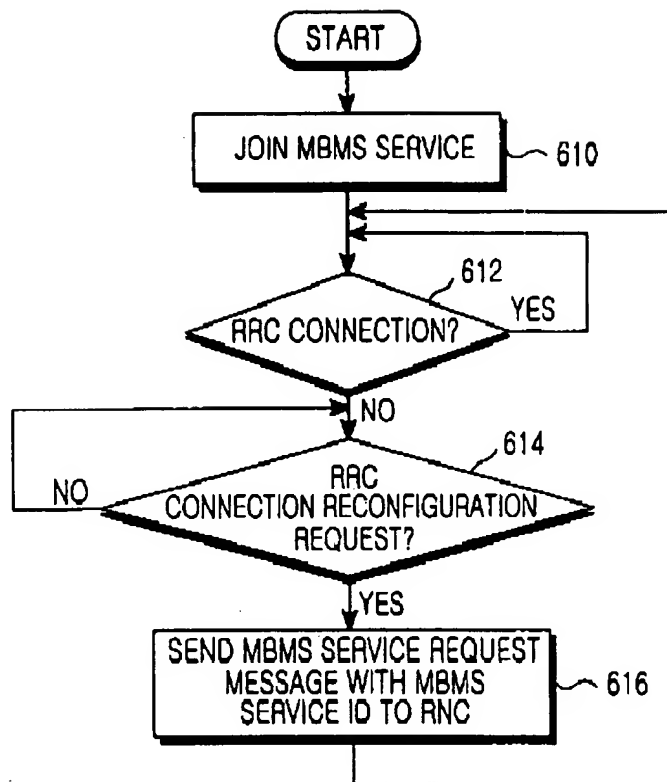 START
JOIN MBMS SERVICE
610
612
YES
RRC CONNECTION?
NO
614
NO
RRC
CONNECTION RECONFIGURATION
REQUEST?
YES
SEND MBMS SERVICE REQUEST
MESSAGE WITH MBMS
SERVICE ID TO RNC
616